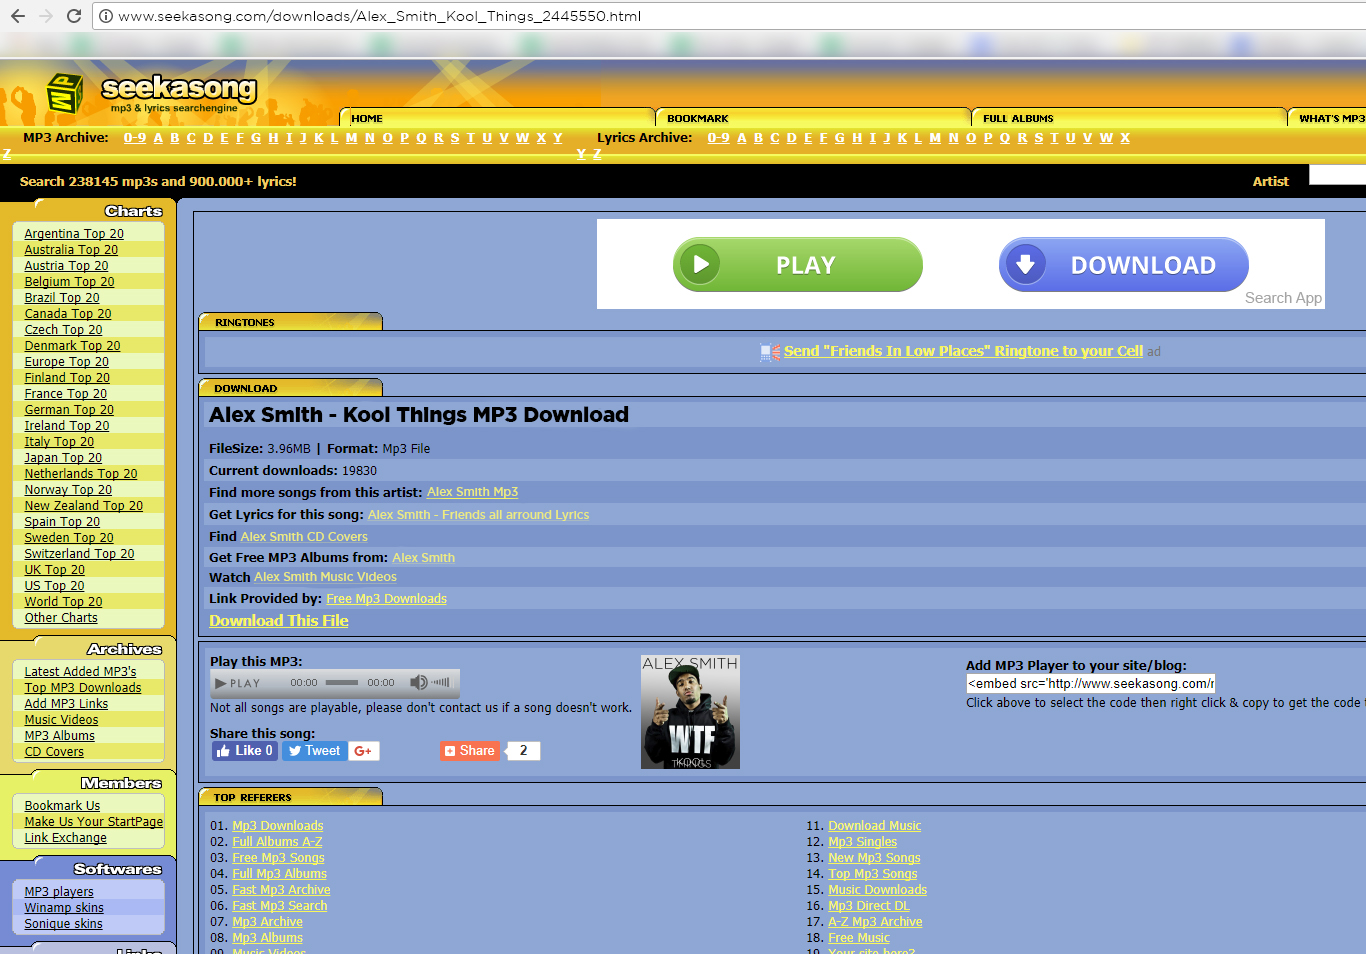 www.seekasong.com/downloads/Alex_Smith_Kool_Things_2445550.html
MP
seekasong
mp3 & lyrics searchengine
HOME
BOOKMARK
FULL ALBUMS
WHAT'S MP3
MP3 Archive: 0-9 A B C D E F G H I J K L M N O P Q R S T U V W X Y
Z
Lyrics Archive: 0-9 A B C D E F G H I J K L M N O P Q R S T U V W X
Y Z
Search 238145 mp3s and 900.000+ lyrics!
Artist
Charts
Argentina Top 20
Australia Top 20
Austria Top 20
Belgium Top 20
Brazil Top 20
Canada Top 20
Czech Top 20
Denmark Top 20
Europe Top 20
Finland Top 20
France Top 20
German Top 20
Ireland Top 20
Italy Top 20
Japan Top 20
Netherlands Top 20
Norway Top 20
New Zealand Top 20
Spain Top 20
Sweden Top 20
Switzerland Top 20
UK Top 20
US Top 20
World Top 20
Other Charts
Archives
Latest Added MP3's
Top MP3 Downloads
Add MP3 Links
Music Videos
MP3 Albums
CD Covers
Members
Bookmark Us
Make Us Your StartPage
Link Exchange
Softwares
MP3 players
Winamp skins
Sonique skins
Links
PLAY
DOWNLOAD
Search App
RINGTONES
Send "Friends In Low Places" Ringtone to your Cell ad
DOWNLOAD
Alex Smith - Kool Things MP3 Download
FileSize: 3.96MB | Format: Mp3 File
Current downloads: 19830
Find more songs from this artist: Alex Smith Mp3
Get Lyrics for this song: Alex Smith - Friends all arround Lyrics
Find Alex Smith CD Covers
Get Free MP3 Albums from: Alex Smith
Watch Alex Smith Music Videos
Link Provided by: Free Mp3 Downloads
Download This File
Play this MP3:
PLAY 00:00 00:00
Not all songs are playable, please don't contact us if a song doesn't work.
Share this song:
Like 0 Tweet G+ Share 2
ALEX SMITH
WTF
KOOL
THINGS
Add MP3 Player to your site/blog:
<embed src='http://www.seekasong.com/r
Click above to select the code then right click & copy to get the code
TOP REFERERS
01. Mp3 Downloads
02. Full Albums A-Z
03. Free Mp3 Songs
04. Full Mp3 Albums
05. Fast Mp3 Archive
06. Fast Mp3 Search
07. Mp3 Archive
08. Mp3 Albums
09. Music Videos
11. Download Music
12. Mp3 Singles
13. New Mp3 Songs
14. Top Mp3 Songs
15. Music Downloads
16. Mp3 Direct DL
17. A-Z Mp3 Archive
18. Free Music
19. Your site here?